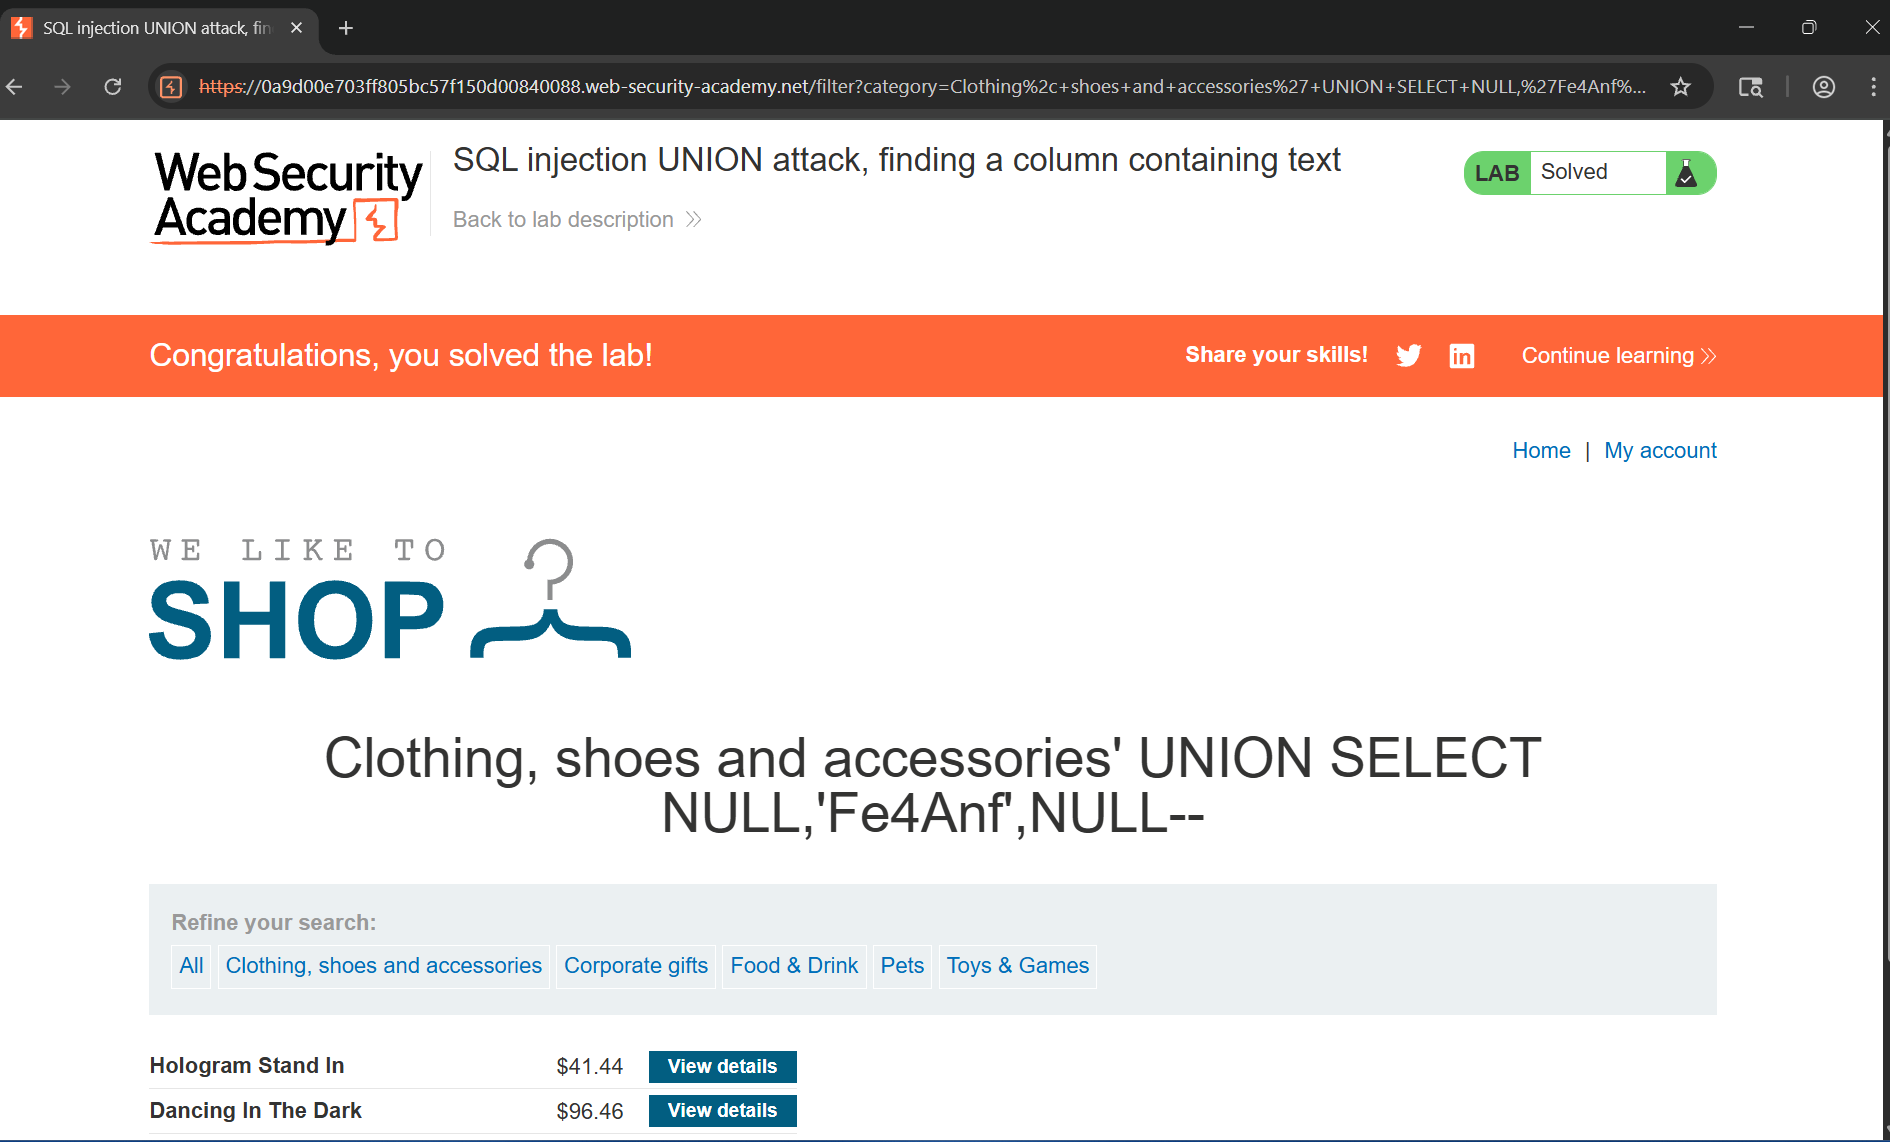 SQL injection UNION attack, fin
https://0a9d00e703ff805bc57f150d00840088.web-security-academy.net/filter?category=Clothing%2c+shoes+and+accessories%27+UNION+SELECT+NULL,%27Fe4Anf%...
Web Security
Academy
SQL injection UNION attack, finding a column containing text
Back to lab description
LAB Solved
Congratulations, you solved the lab!
Share your skills!
Continue learning
Home | My account
WE LIKE TO
SHOP
Clothing, shoes and accessories' UNION SELECT
NULL,'Fe4Anf',NULL--
Refine your search:
All Clothing, shoes and accessories Corporate gifts Food & Drink Pets Toys & Games
Hologram Stand In $41.44 View details
Dancing In The Dark $96.46 View details